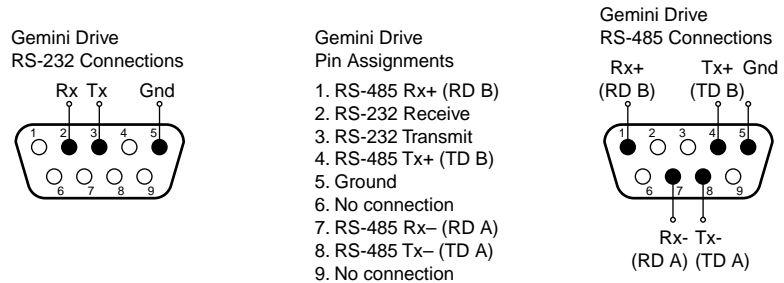 Gemini Drive
RS-232 Connections
Rx Tx Gnd
1 2 3 4 5
6 7 8 9
Gemini Drive
Pin Assignments
1. RS-485 Rx+ (RD B)
2. RS-232 Receive
3. RS-232 Transmit
4. RS-485 Tx+ (TD B)
5. Ground
6. No connection
7. RS-485 Rx– (RD A)
8. RS-485 Tx– (TD A)
9. No connection
Gemini Drive
RS-485 Connections
Rx+ Tx+ Gnd
(RD B) (TD B)
1 2 3 4 5
6 7 8 9
Rx- Tx-
(RD A) (TD A)